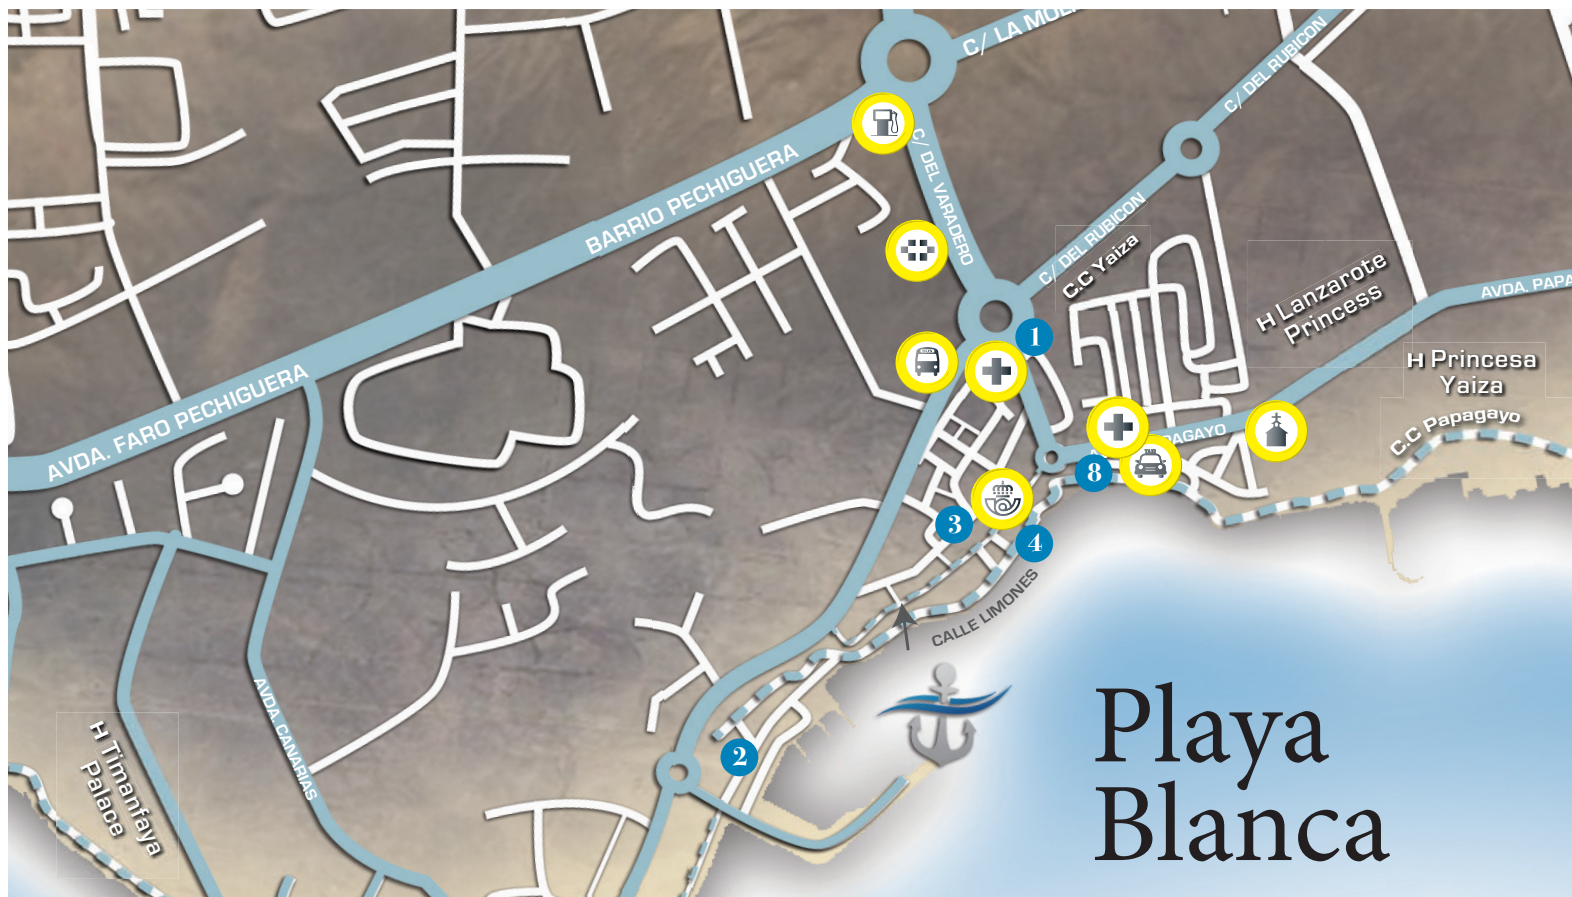 C/ LA MOL
C/ DEL RUBICON
BARRIO PECHIGUERA
C/ DEL VARADERO
C/ DEL RUBICON
C.C Yaiza
H Lanzarote
Princess
AVDA. PAPA
1
H Princesa
Yaiza
AVDA. FARO PECHIGUERA
C.C Papagayo
PAGAYO
TAXI
8
3
4
CALLE LIMONES
AVDA. CANARIAS
H Timanfaya
Palace
2
Playa
Blanca